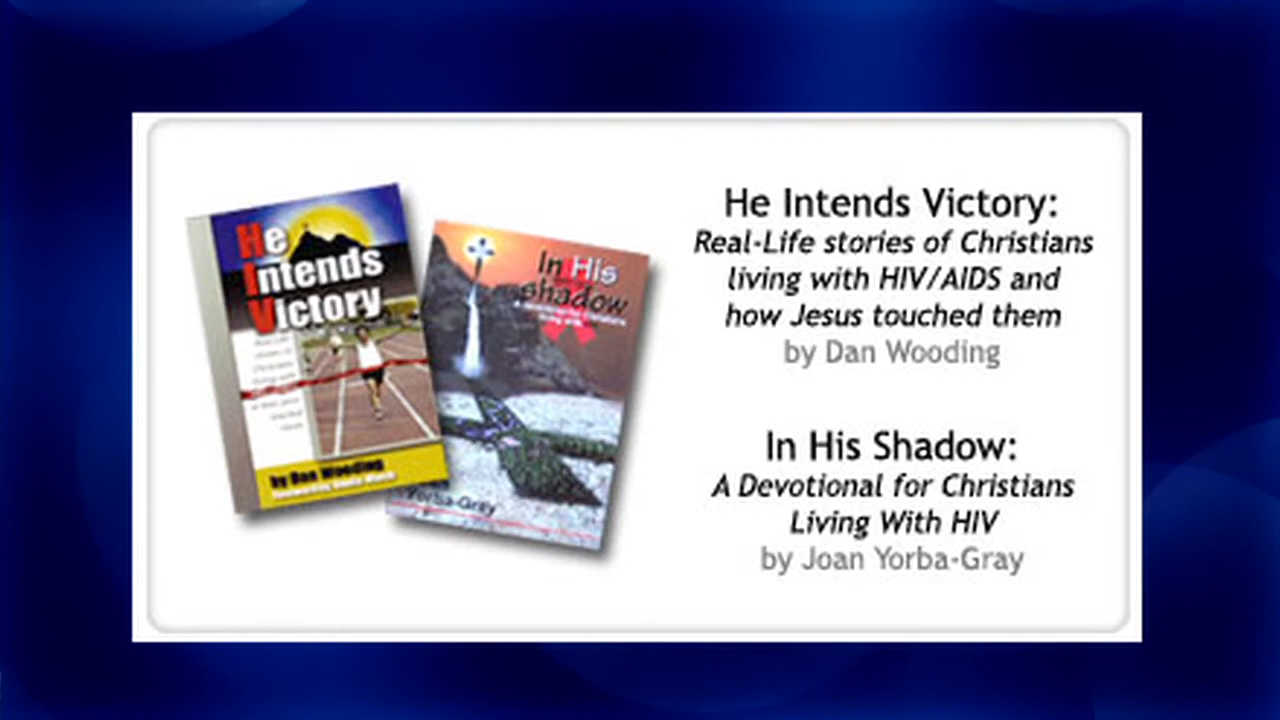 He
Intends
Victory
by Dan Wooding
In His
shadow
Yorba-Gray
He Intends Victory:
Real-Life stories of Christians
living with HIV/AIDS and
how Jesus touched them
by Dan Wooding
In His Shadow:
A Devotional for Christians
Living With HIV
by Joan Yorba-Gray